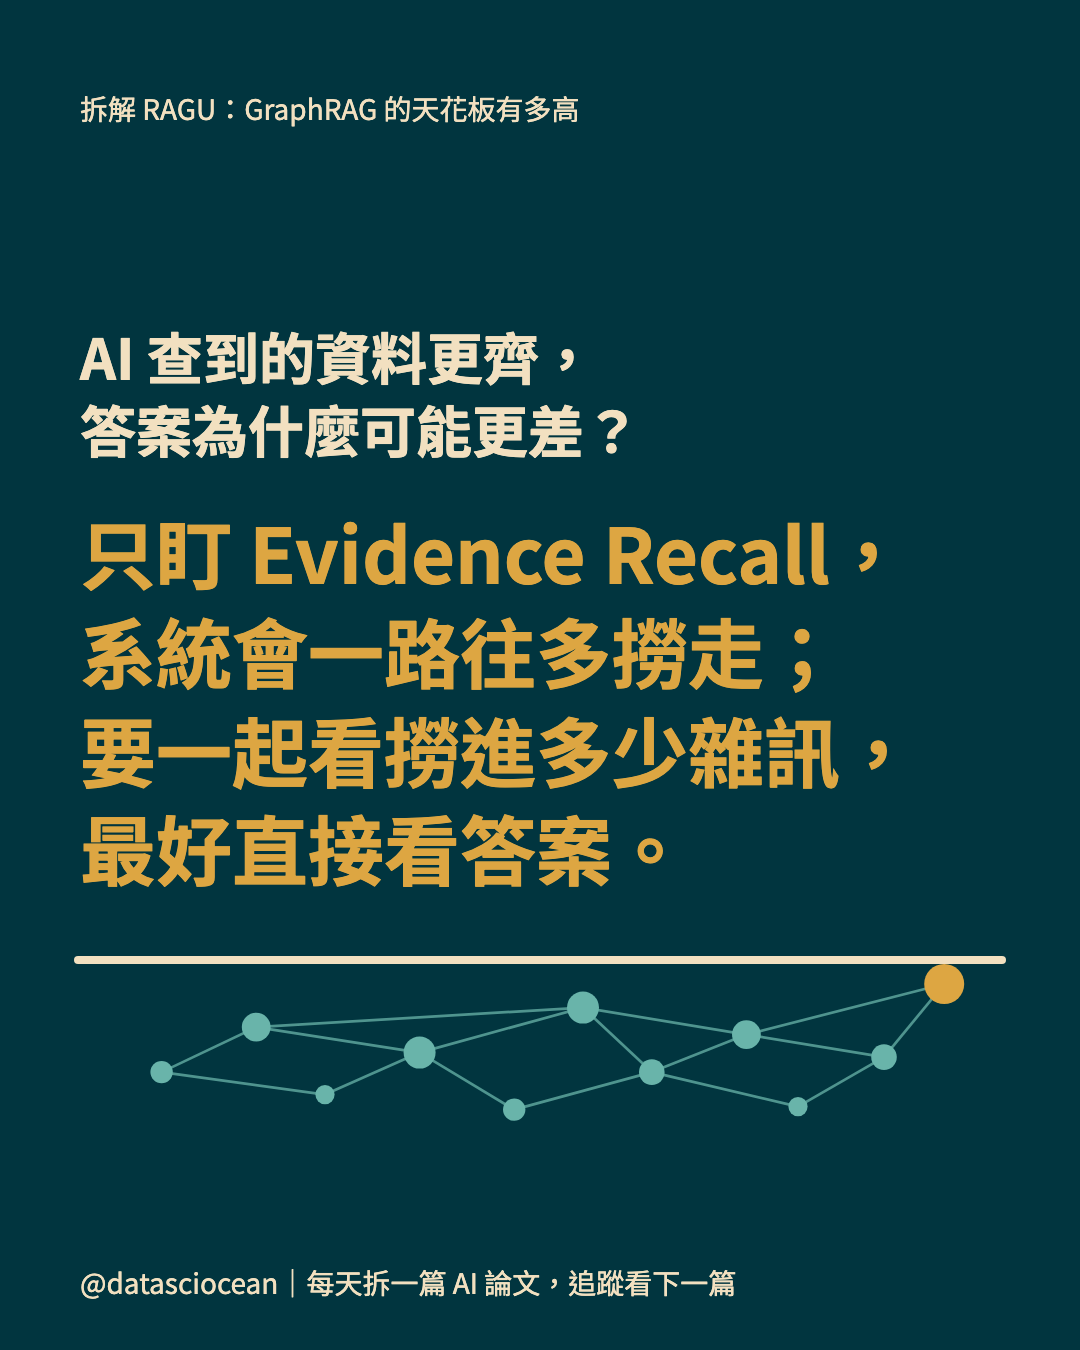 拆解 RAGU：GraphRAG 的天花板有多高
AI 查到的資料更齊，
答案為什麼可能更差？
只盯 Evidence Recall，
系統會一路往多撈走；
要一起看撈進多少雜訊，
最好直接看答案。
@datasciocean｜每天拆一篇 AI 論文，追蹤看下一篇